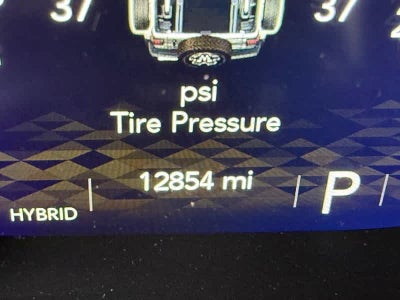 37
37
psi
Tire Pressure
12854 mi
P
HYBRID